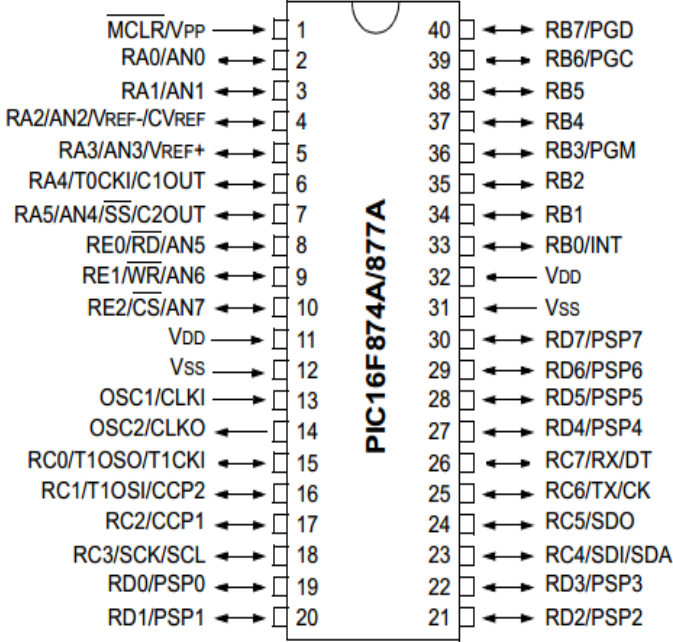 M̅C̅L̅R̅/VPP 1 40 RB7/PGD
RA0/AN0 2 39 RB6/PGC
RA1/AN1 3 38 RB5
RA2/AN2/VREF-/CVREF 4 37 RB4
RA3/AN3/VREF+ 5 36 RB3/PGM
RA4/T0CKI/C1OUT 6 35 RB2
RA5/AN4/S̅S̅/C2OUT 7 34 RB1
RE0/R̅D̅/AN5 8 33 RB0/INT
RE1/W̅R̅/AN6 9 32 VDD
RE2/C̅S̅/AN7 10 31 VSS
VDD 11 30 RD7/PSP7
VSS 12 29 RD6/PSP6
OSC1/CLKI 13 28 RD5/PSP5
OSC2/CLKO 14 27 RD4/PSP4
RC0/T1OSO/T1CKI 15 26 RC7/RX/DT
RC1/T1OSI/CCP2 16 25 RC6/TX/CK
RC2/CCP1 17 24 RC5/SDO
RC3/SCK/SCL 18 23 RC4/SDI/SDA
RD0/PSP0 19 22 RD3/PSP3
RD1/PSP1 20 21 RD2/PSP2
PIC16F874A/877A